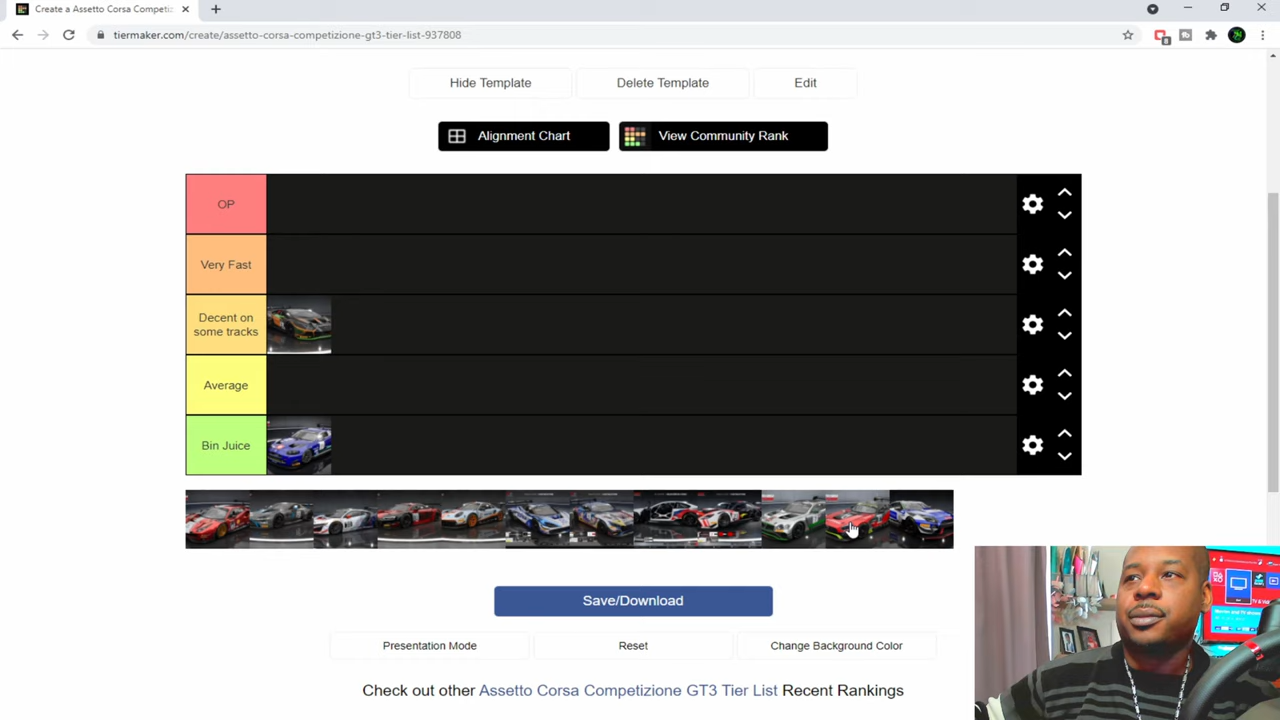 Create a Assetto Corsa Competiz
tiermaker.com/create/assetto-corsa-competizione-gt3-tier-list-937808
Hide Template
Delete Template
Edit
Alignment Chart
View Community Rank
OP
Very Fast
Decent on
some tracks
Average
Bin Juice
Save/Download
Presentation Mode
Reset
Change Background Color
Check out other Assetto Corsa Competizione GT3 Tier List Recent Rankings